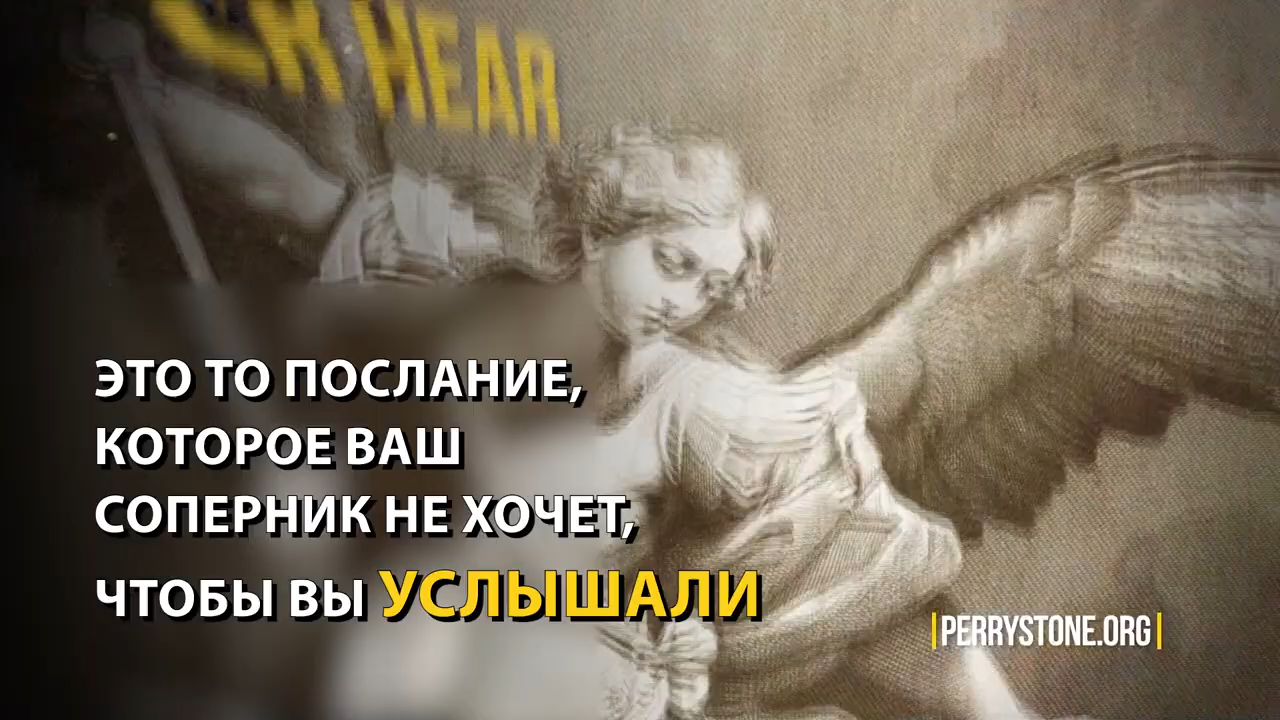 HEAR
ЭТО ТО ПОСЛАНИЕ,
КОТОРОЕ ВАШ
СОПЕРНИК НЕ ХОЧЕТ,
ЧТОБЫ ВЫ УСЛЫШАЛИ
|PERRYSTONE.ORG|